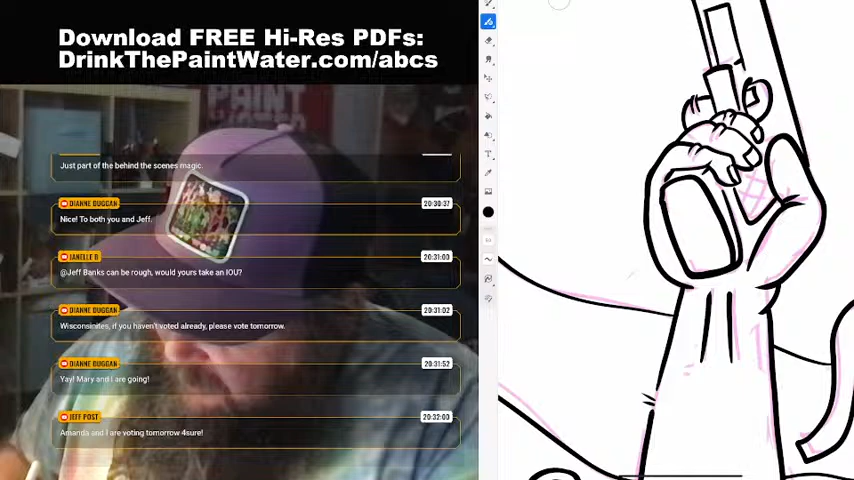 Download FREE Hi-Res PDFs:
DrinkThePaintWater.com/abcs
PAINT
Just part of the behind the scenes magic.
DIANNE DUGGAN
20:30:37
Nice! To both you and Jeff.
JANELLE B
20:31:00
@Jeff Banks can be rough, would yours take an IOU?
DIANNE DUGGAN
20:31:02
Wisconsinites, if you haven't voted already, please vote tomorrow.
DIANNE DUGGAN
20:31:52
Yay! Mary and I are going!
JEFF POST
20:32:00
Amanda and I are voting tomorrow 4sure!